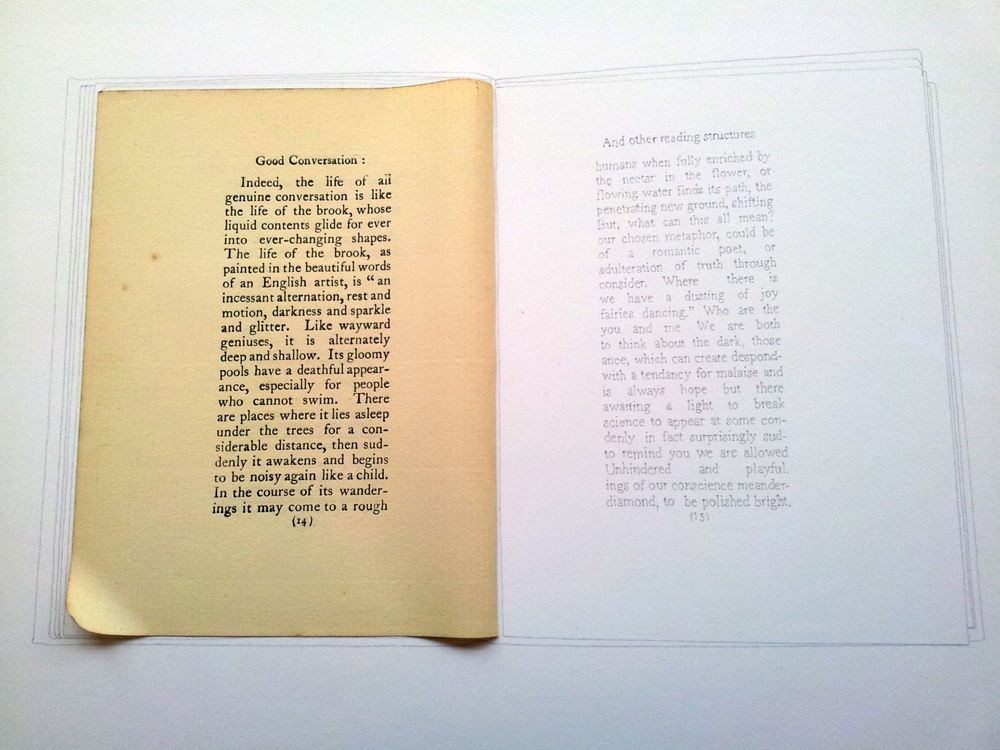 Good Conversation :
Indeed, the life of all
genuine conversation is like
the life of the brook, whose
liquid contents glide for ever
into ever-changing shapes.
The life of the brook, as
painted in the beautiful words
of an English artist, is “ an
incessant alternation, rest and
motion, darkness and sparkle
and glitter. Like wayward
geniuses, it is alternately
deep and shallow. Its gloomy
pools have a deathful appear-
ance, especially for people
who cannot swim. There
are places where it lies asleep
under the trees for a con-
siderable distance, then sud-
denly it awakens and begins
to be noisy again like a child.
In the course of its wander-
ings it may come to a rough
(14)
And other reading structures
humans when fully enriched by
the nectar in the flower, or
flowing water finds its path, the
penetrating new ground, shifting
But, what can this all mean?
our chosen metaphor, could be
of a romantic poet, or
adulteration of truth through
consider. Where there is
we have a dusting of joy
fairies dancing.” Who are the
you and me We are both
to think about the dark, those
ance, which can create despond-
with a tendancy for malaise and
is always hope but there
awaiting a light to break
science to appear at some con-
denly in fact surprisingly sud-
to remind you we are allowed
Unhindered and playful.
ings of our conscience meander-
diamond, to be polished bright.
(15)